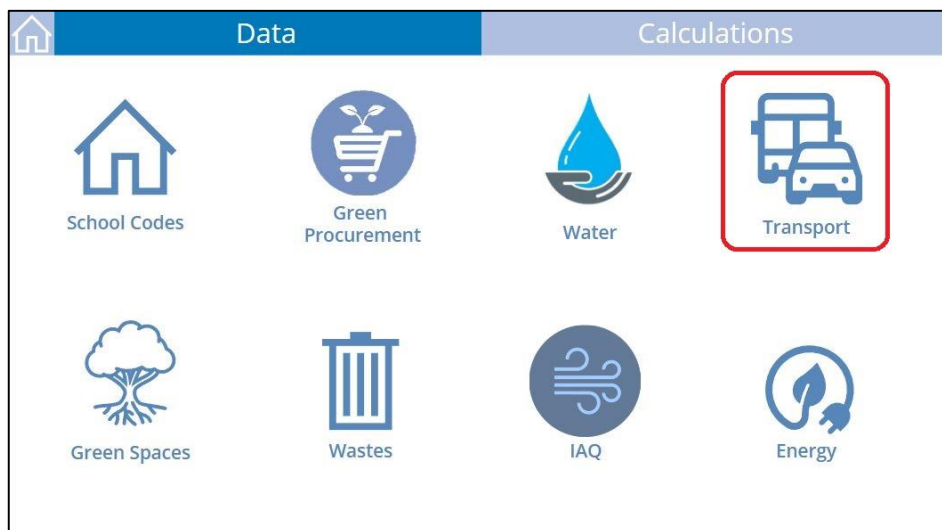 Data
Calculations
School Codes
Green
Procurement
Water
Transport
Green Spaces
Wastes
IAQ
Energy